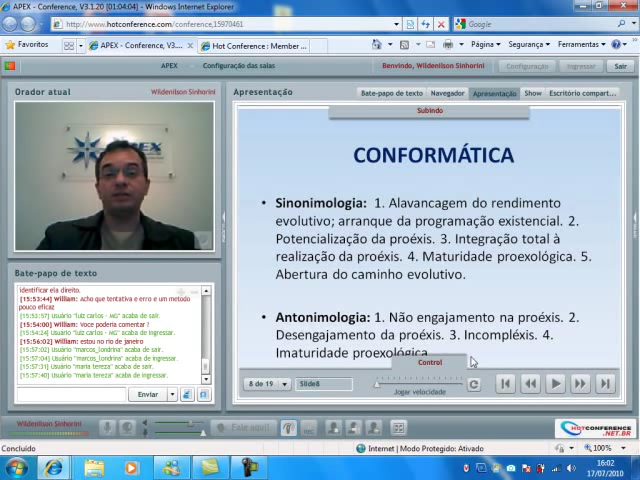 APEX - Conference, V3.1.20 [01:04:04] - Windows Internet Explorer
http://www.hotconference.com/conference,15970461
Google
Favoritos
APEX - Conference, V3....
Hot Conference : Member ...
Página
Segurança
Ferramentas
APEX
Configuração das salas
Benvindo, Wildenilson Sinhorini
Configuração
Ingressar
Sair
Orador atual
Wildenilson Sinhorini
APEX
Apresentação
Bate-papo de texto
Navegador
Apresentação
Show
Escritório compart...
Subindo
CONFORMÁTICA
• Sinonimologia: 1. Alavancagem do rendimento
evolutivo; arranque da programação existencial. 2.
Potencialização da proéxis. 3. Integração total à
realização da proéxis. 4. Maturidade proexológica. 5.
Abertura do caminho evolutivo.
• Antonimologia: 1. Não engajamento na proéxis. 2.
Desengajamento da proéxis. 3. Incompléxis. 4.
Imaturidade proexológica
Control
8 de 19
Slide8
Jogar velocidade
Bate-papo de texto
identificar ela direito.
[15:53:44] William: Acho que tentativa e erro e um metodo
pouco eficaz
[15:53:57] Usuário "luiz carlos - MG" acaba de sair.
[15:54:00] William: Voce poderia comentar ?
[15:54:24] Usuário "luiz carlos - MG" acaba de ingressar.
[15:56:02] William: estou no rio de janeiro
[15:57:02] Usuário "marcos_londrina" acaba de sair.
[15:57:04] Usuário "marcos_londrina" acaba de ingressar.
[15:57:31] Usuário "maria tereza" acaba de sair.
[15:57:40] Usuário "maria tereza" acaba de ingressar.
Enviar
Wildenilson Sinhorini
Fale aqui!
REC
HOTCONFERENCE
.NET.BR
Concluído
Internet | Modo Protegido: Ativado
100%
16:02
17/07/2010